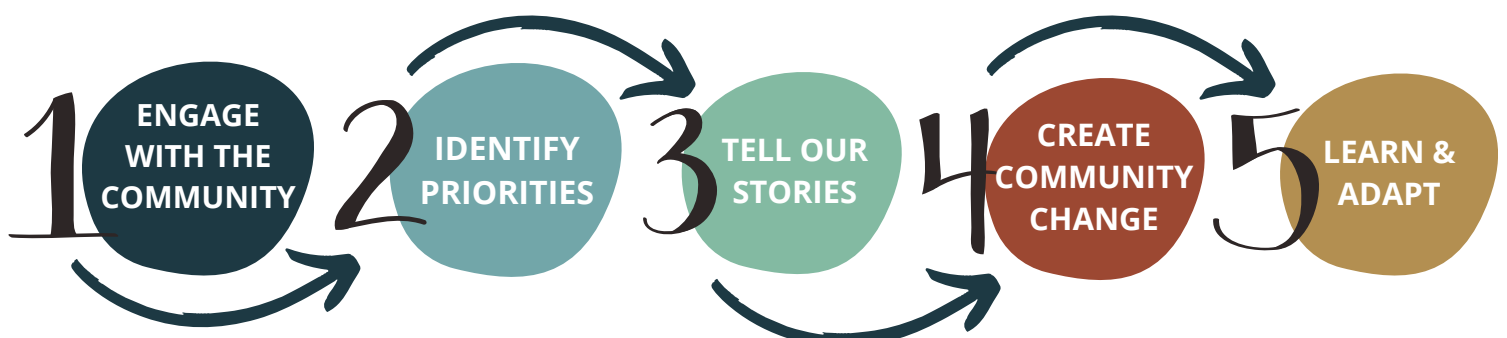 1
ENGAGE
WITH THE
COMMUNITY
2
IDENTIFY
PRIORITIES
3
TELL OUR
STORIES
4
CREATE
COMMUNITY
CHANGE
5
LEARN &
ADAPT